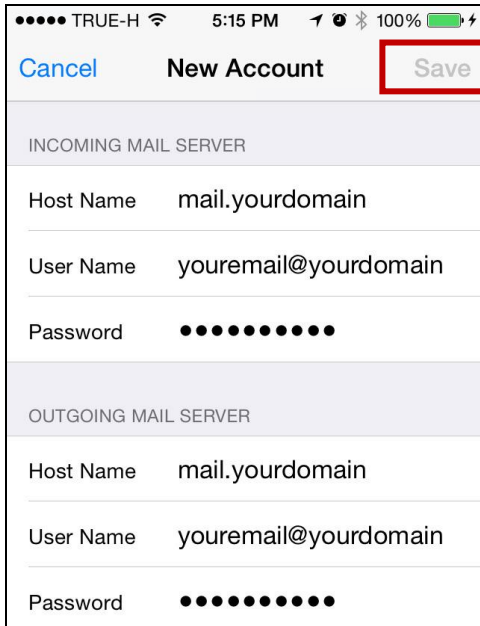 TRUE-H 5:15 PM 100%
Cancel New Account Save
INCOMING MAIL SERVER
Host Name mail.yourdomain
User Name youremail@yourdomain
Password ••••••••••
OUTGOING MAIL SERVER
Host Name mail.yourdomain
User Name youremail@yourdomain
Password ••••••••••